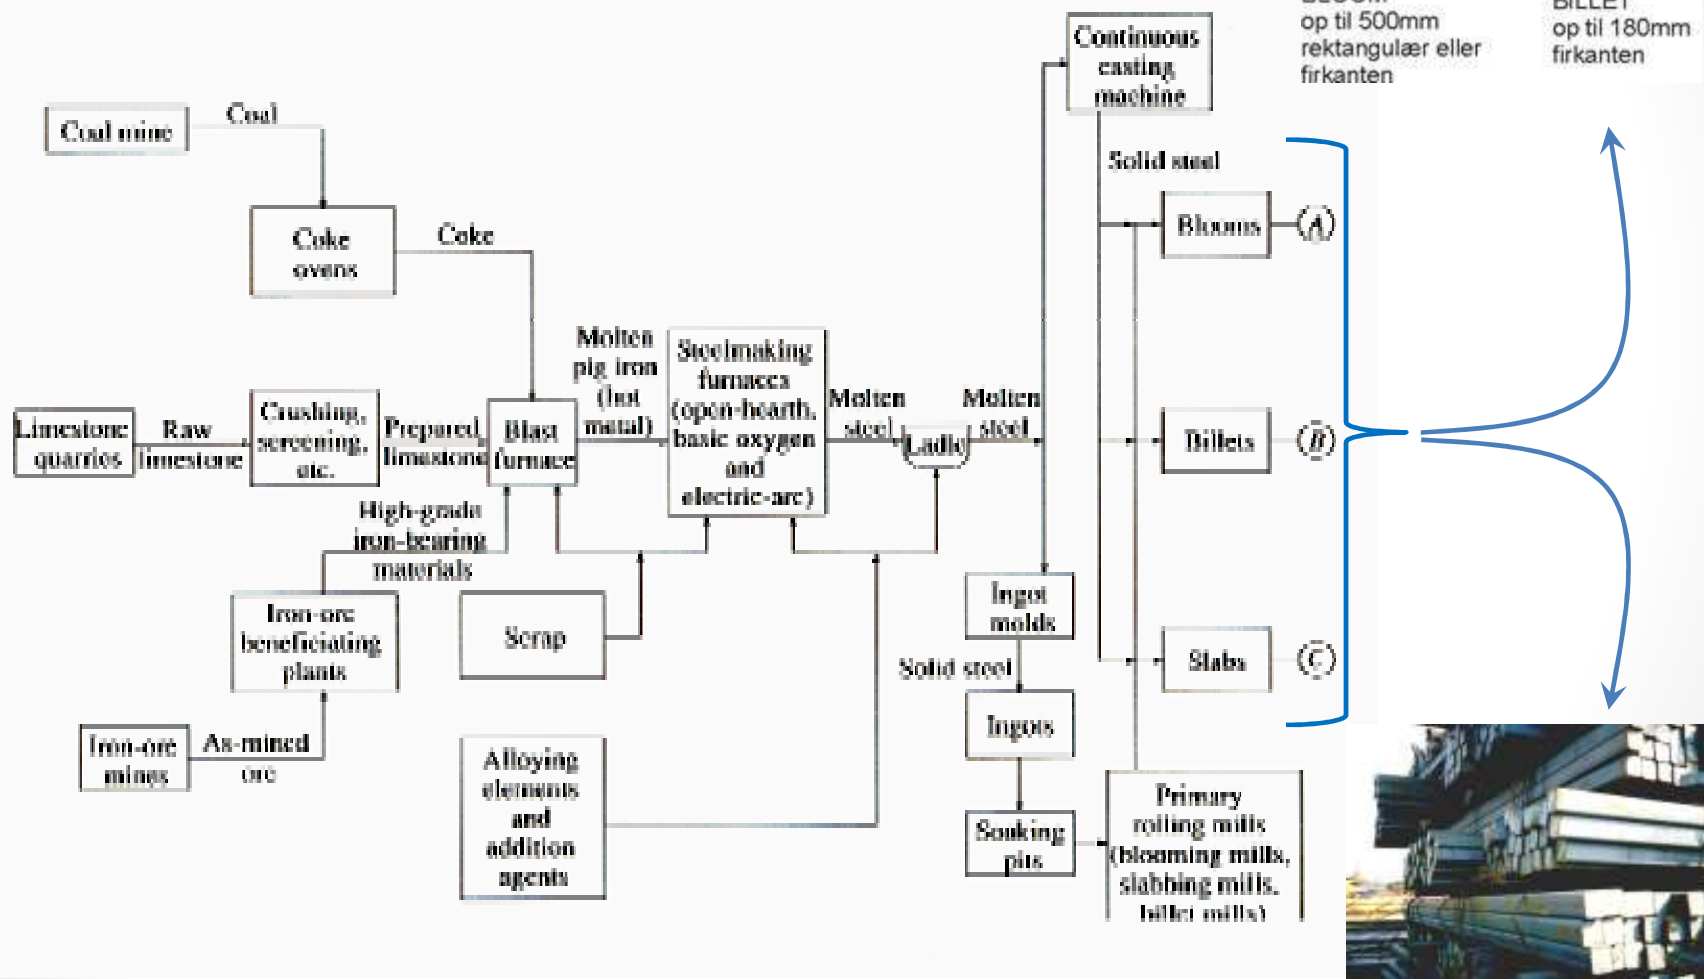 BLOOM
op til 500mm
rektangulær eller
firkanten
BILLET
op til 180mm
firkanten
Continuous
casting
machine
Coal mine
Coal
Solid steel
Coke
ovens
Coke
Blooms
A
Molten
pig iron
(hot
metal)
Steelmaking
furnaces
(open-hearth,
basic oxygen
and
electric-arc)
Limestone
quarries
Raw
limestone
Crushing,
screening,
etc.
Prepared
limestone
Blast
furnace
Molten
steel
Ladle
Molten
steel
Billets
B
High-grade
iron-bearing
materials
Iron-ore
beneficiating
plants
Scrap
Ingot
molds
Solid steel
Slabs
C
Ingots
Iron-ore
mines
As-mined
ore
Alloying
elements
and
addition
agents
Soaking
pits
Primary
rolling mills
(blooming mills,
slabbing mills,
billet mills)